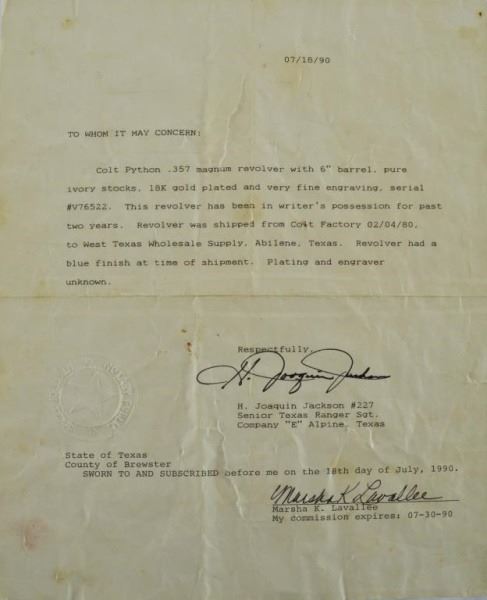 07/18/90
TO WHOM IT MAY CONCERN:
Colt Python .357 magnum revolver with 6" barrel, pure
ivory stocks, 18K gold plated and very fine engraving, serial
#V76522. This revolver has been in writer's possession for past
two years. Revolver was shipped from Colt Factory 02/04/80,
to West Texas Wholesale Supply, Abilene, Texas. Revolver had a
blue finish at time of shipment. Plating and engraver
unknown.
Respectfully,
H. Joaquin Jackson
H. Joaquin Jackson #227
Senior Texas Ranger Sgt.
Company "E" Alpine, Texas
State of Texas
County of Brewster
SWORN TO AND SUBSCRIBED before me on the 18th day of July, 1990.
Marsha K Lavallee
Marsha K. Lavallee
My commission expires: 07-30-90